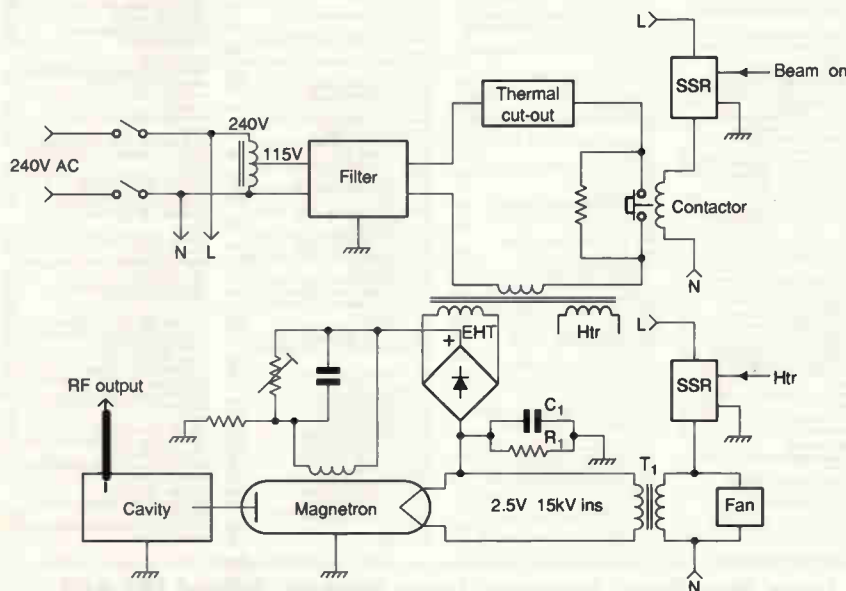 L
SSR
Beam on
Thermal
cut-out
240V
115V
240V AC
Filter
Contactor
N
L
N
EHT
Htr
L
+
RF output
SSR
Htr
C1
R1
T1
Cavity
Magnetron
2.5V 15kV ins
Fan
N